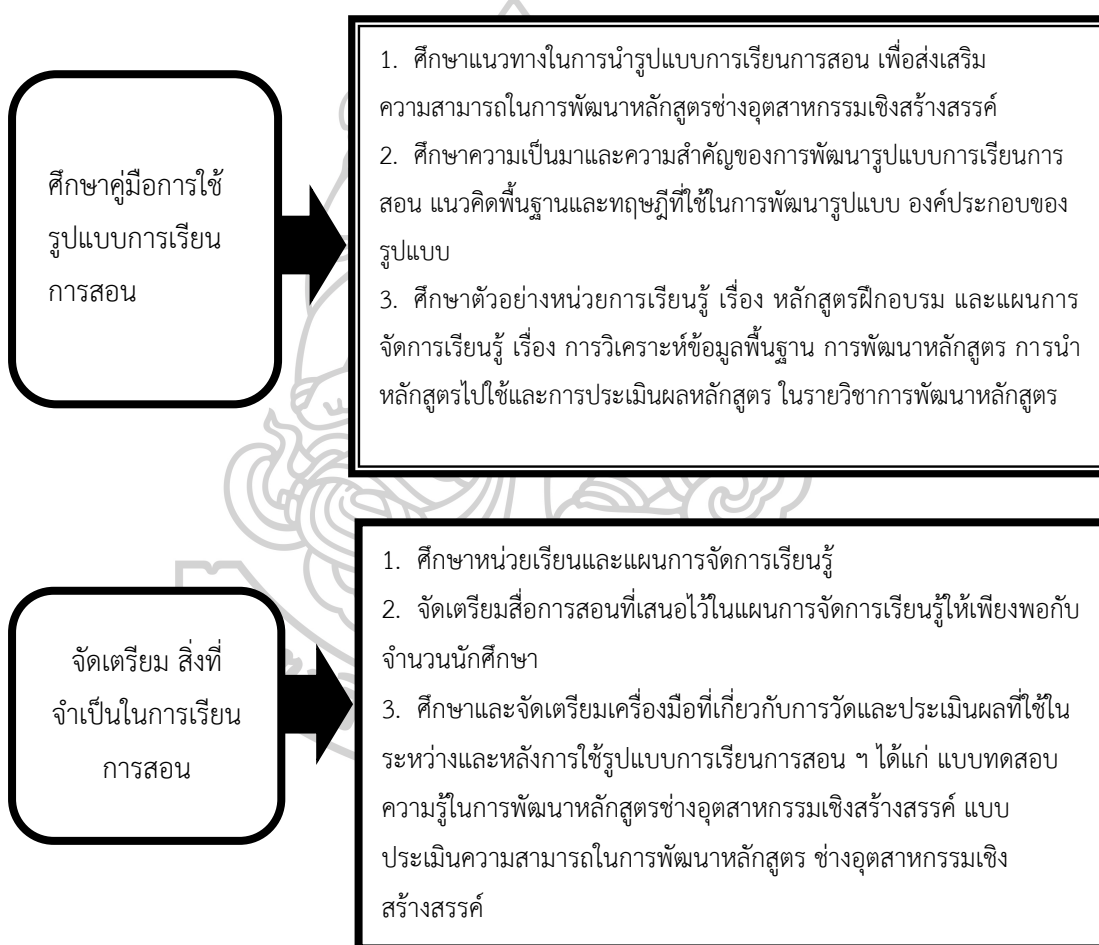 ศึกษาคู่มือการใช้
รูปแบบการเรียน
การสอน
1. ศึกษาแนวทางในการนำรูปแบบการเรียนการสอน เพื่อส่งเสริม
ความสามารถในการพัฒนาหลักสูตรช่างอุตสาหกรรมเชิงสร้างสรรค์
2. ศึกษาความเป็นมาและความสำคัญของการพัฒนารูปแบบการเรียนการ
สอน แนวคิดพื้นฐานและทฤษฎีที่ใช้ในการพัฒนารูปแบบ องค์ประกอบของ
รูปแบบ
3. ศึกษาตัวอย่างหน่วยการเรียนรู้ เรื่อง หลักสูตรฝึกอบรม และแผนการ
จัดการเรียนรู้ เรื่อง การวิเคราะห์ข้อมูลพื้นฐาน การพัฒนาหลักสูตร การนำ
หลักสูตรไปใช้และการประเมินผลหลักสูตร ในรายวิชาการพัฒนาหลักสูตร
จัดเตรียม สิ่งที่
จำเป็นในการเรียน
การสอน
1. ศึกษาหน่วยเรียนและแผนการจัดการเรียนรู้
2. จัดเตรียมสื่อการสอนที่เสนอไว้ในแผนการจัดการเรียนรู้ให้เพียงพอกับ
จำนวนนักศึกษา
3. ศึกษาและจัดเตรียมเครื่องมือที่เกี่ยวกับการวัดและประเมินผลที่ใช้ใน
ระหว่างและหลังการใช้รูปแบบการเรียนการสอน ฯ ได้แก่ แบบทดสอบ
ความรู้ในการพัฒนาหลักสูตรช่างอุตสาหกรรมเชิงสร้างสรรค์ แบบ
ประเมินความสามารถในการพัฒนาหลักสูตร ช่างอุตสาหกรรมเชิง
สร้างสรรค์